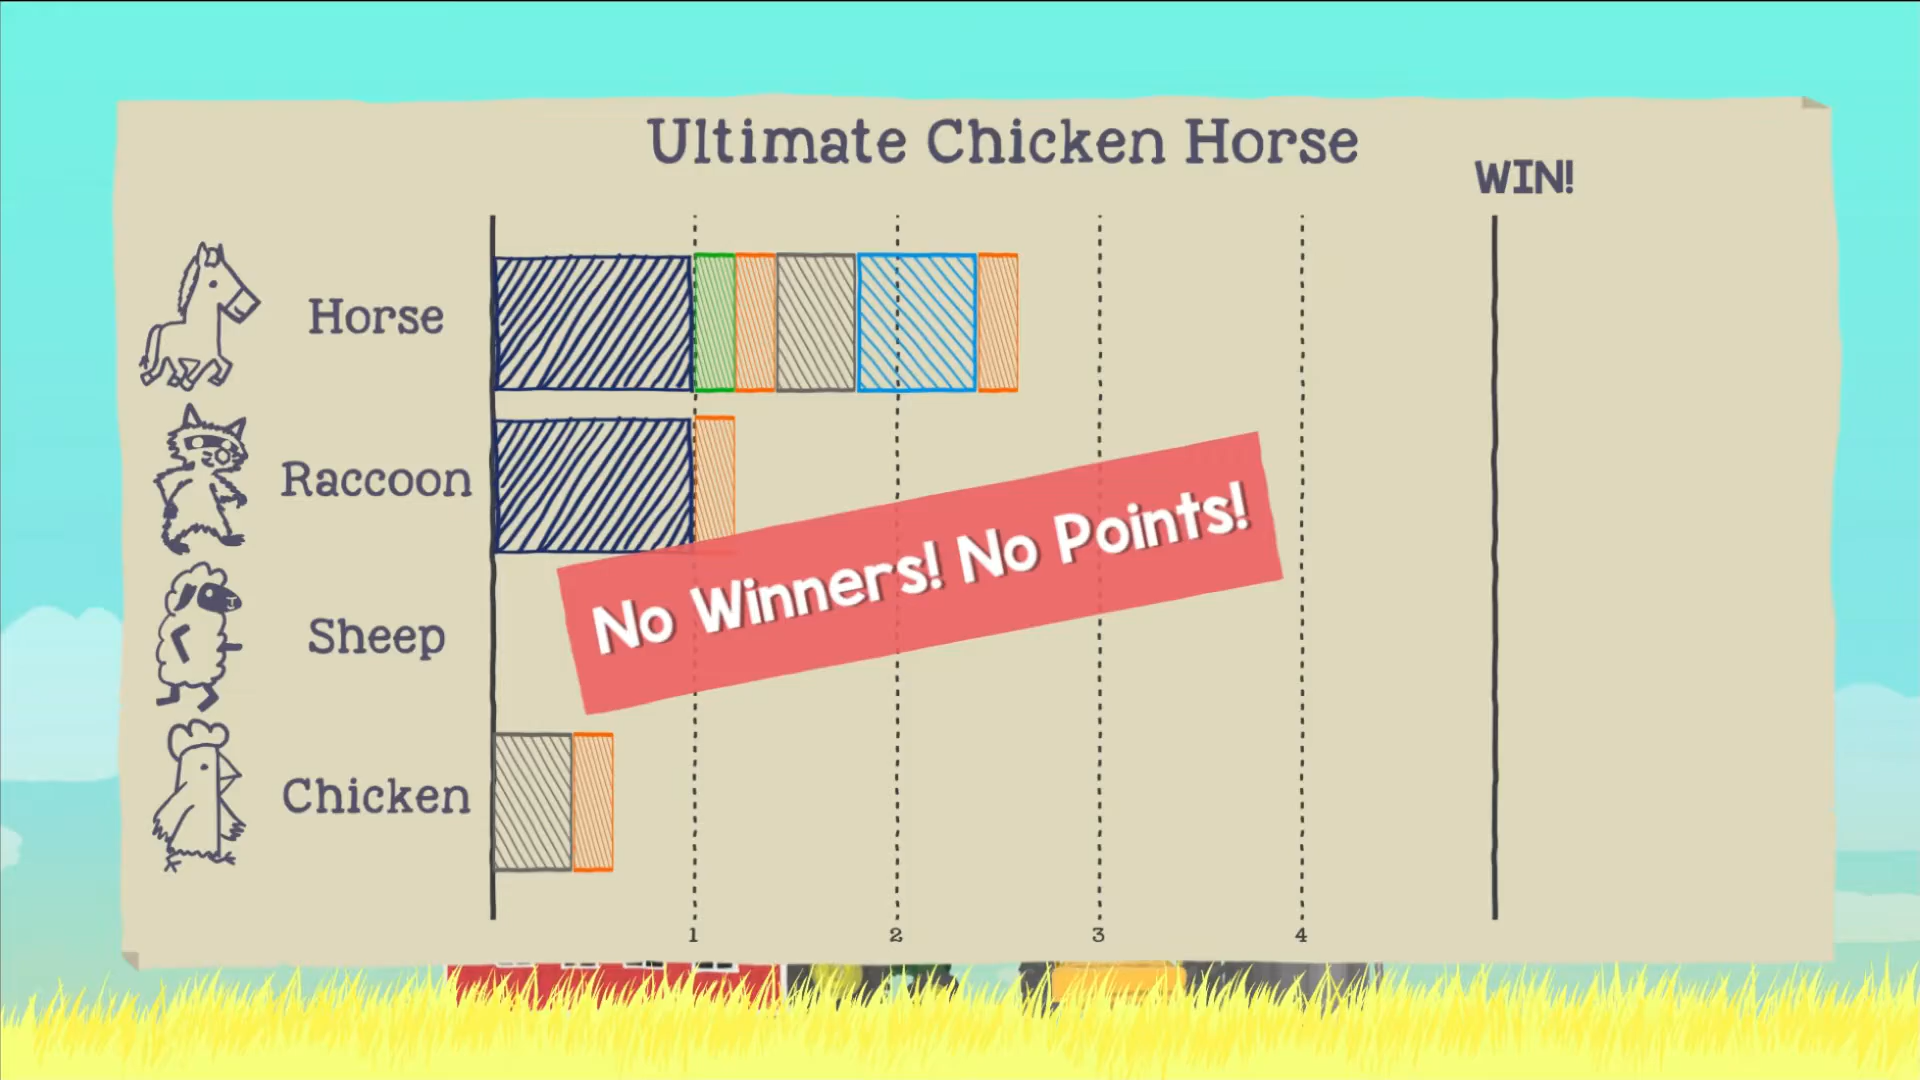 Ultimate Chicken Horse
WIN!
Horse
Raccoon
No Winners! No Points!
Sheep
Chicken
1 2 3 4